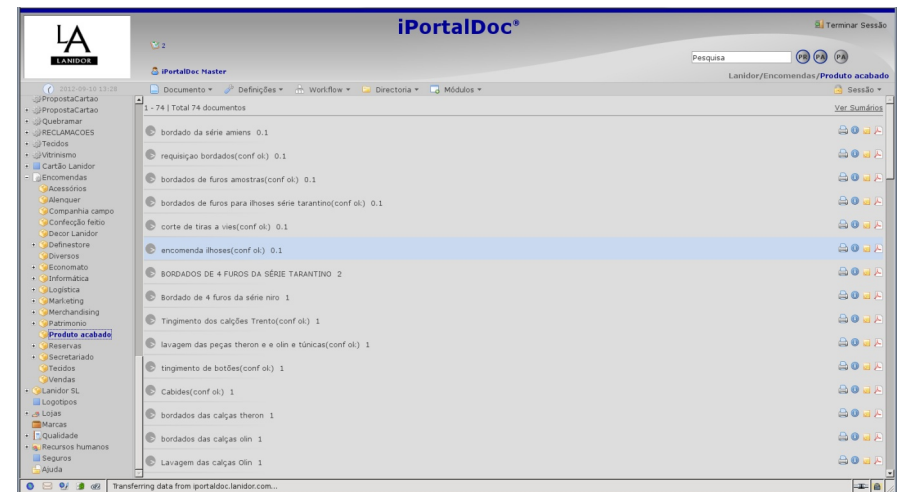 iPortalDoc®
Terminar Sessão
LA
LANIDOR
2
Pesquisa
PR PA PA
iPortalDoc Master
Lanidor/Encomendas/Produto acabado
2012-09-10 13:28
Documento Definições Workflow Directoria Módulos
Sessão
PropostaCartao
PropostaCartao
Quebramar
RECLAMACOES
Tecidos
Vitrinismo
Cartão Lanidor
Encomendas
Acessórios
Alenquer
Companhia campo
Confecção feitio
Decor Lanidor
Definestore
Diversos
Economato
Informática
Logística
Marketing
Merchandising
Patrimonio
Produto acabado
Reservas
Secretariado
Tecidos
Vendas
Lanidor SL
Logotipos
Lojas
Marcas
Qualidade
Recursos humanos
Seguros
Ajuda
1 - 74 | Total 74 documentos
Ver Sumários
bordado da série amiens 0.1
requisiçao bordados(conf ok) 0.1
bordados de furos amostras(conf ok) 0.1
bordados de furos para ilhoses série tarantino(conf ok) 0.1
corte de tiras a vies(conf ok) 0.1
encomenda ilhoses(conf ok) 0.1
BORDADOS DE 4 FUROS DA SÉRIE TARANTINO 2
Bordado de 4 furos da série niro 1
Tingimento dos calções Trento(conf ok) 1
lavagem das peças theron e e olin e túnicas(conf ok) 1
tingimento de botões(conf ok) 1
Cabides(conf ok) 1
bordados das calças theron 1
bordados das calças olin 1
Lavagem das calças Olin 1
Transferring data from iportaldoc.lanidor.com...